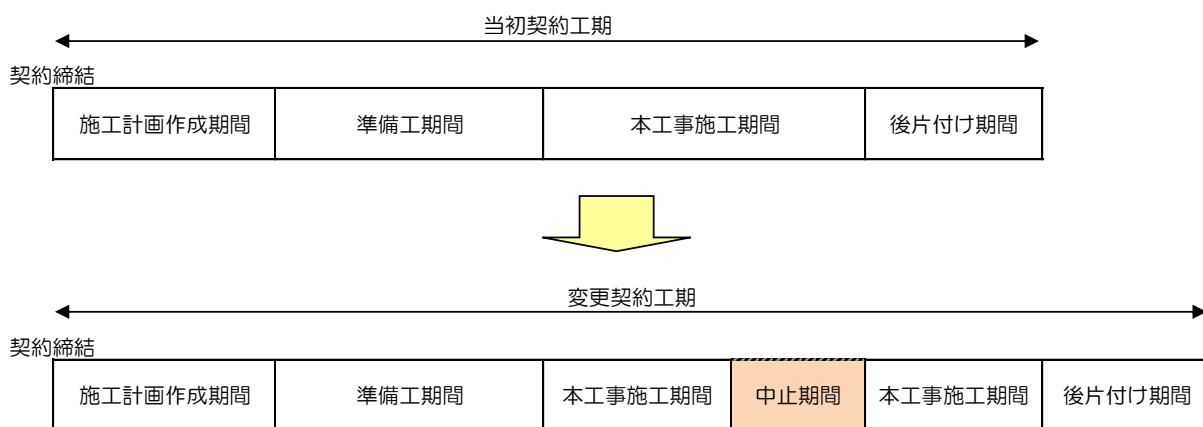 当初契約工期
契約締結
施工計画作成期間 準備工期間 本工事施工期間 後片付け期間
変更契約工期
契約締結
施工計画作成期間 準備工期間 本工事施工期間 中止期間 本工事施工期間 後片付け期間